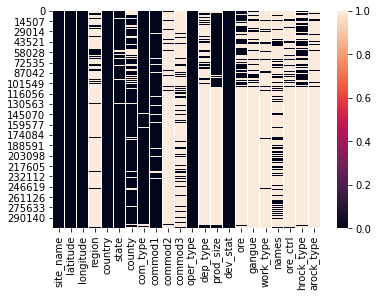 0
14507
29014
43521
58028
72535
87042
101549
116056
130563
145070
159577
174084
188591
203098
217605
232112
246619
261126
275633
290140
site_name
latitude
longitude
region
country
state
county
com_type
commod1
commod2
commod3
oper_type
dep_type
prod_size
dev_stat
ore
gangue
work_type
names
ore_ctrl
hrock_type
arock_type
1.0
0.8
0.6
0.4
0.2
0.0